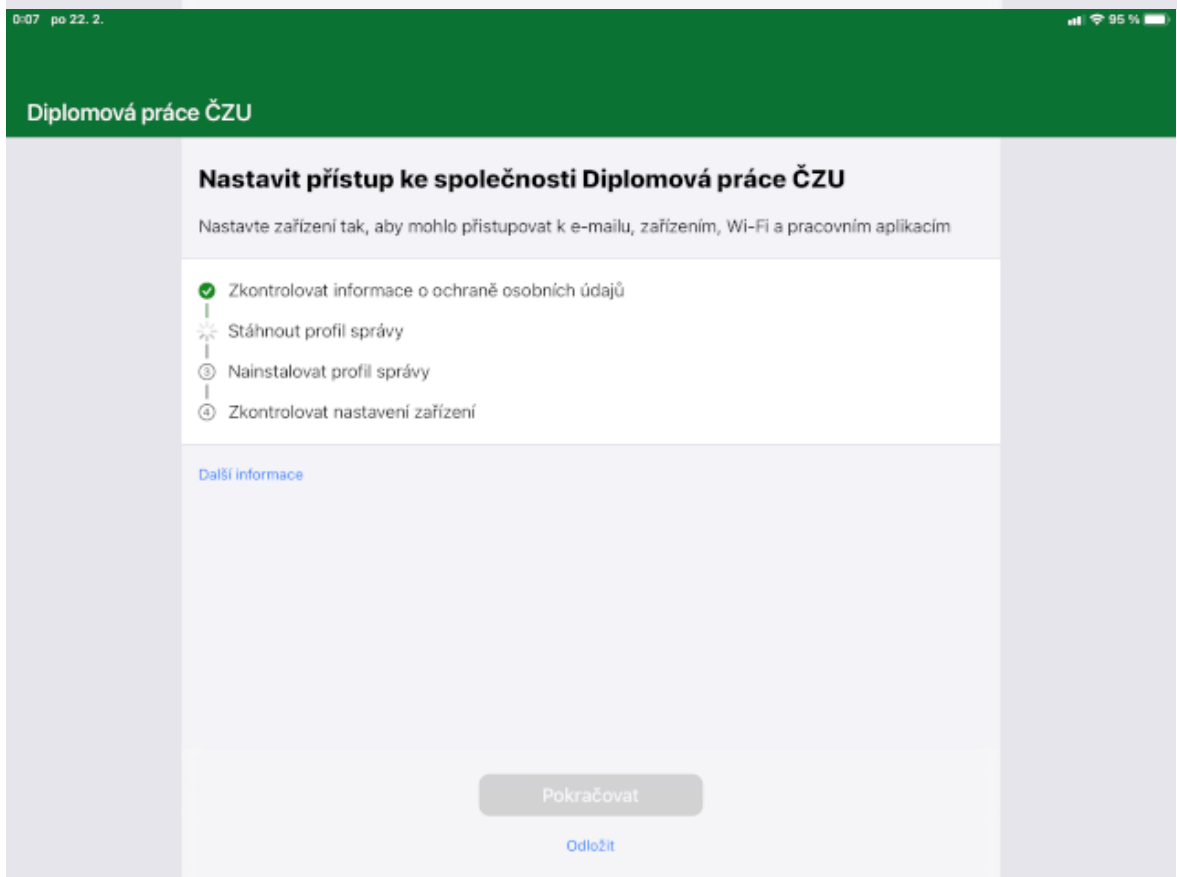 0:07 po 22. 2.
95 %
Diplomová práce ČZU
Nastavit přístup ke společnosti Diplomová práce ČZU
Nastavte zařízení tak, aby mohlo přistupovat k e-mailu, zařízením, Wi-Fi a pracovním aplikacím
Zkontrolovat informace o ochraně osobních údajů
Stáhnout profil správy
3 Nainstalovat profil správy
4 Zkontrolovat nastavení zařízení
Další informace
Pokračovat
Odložit